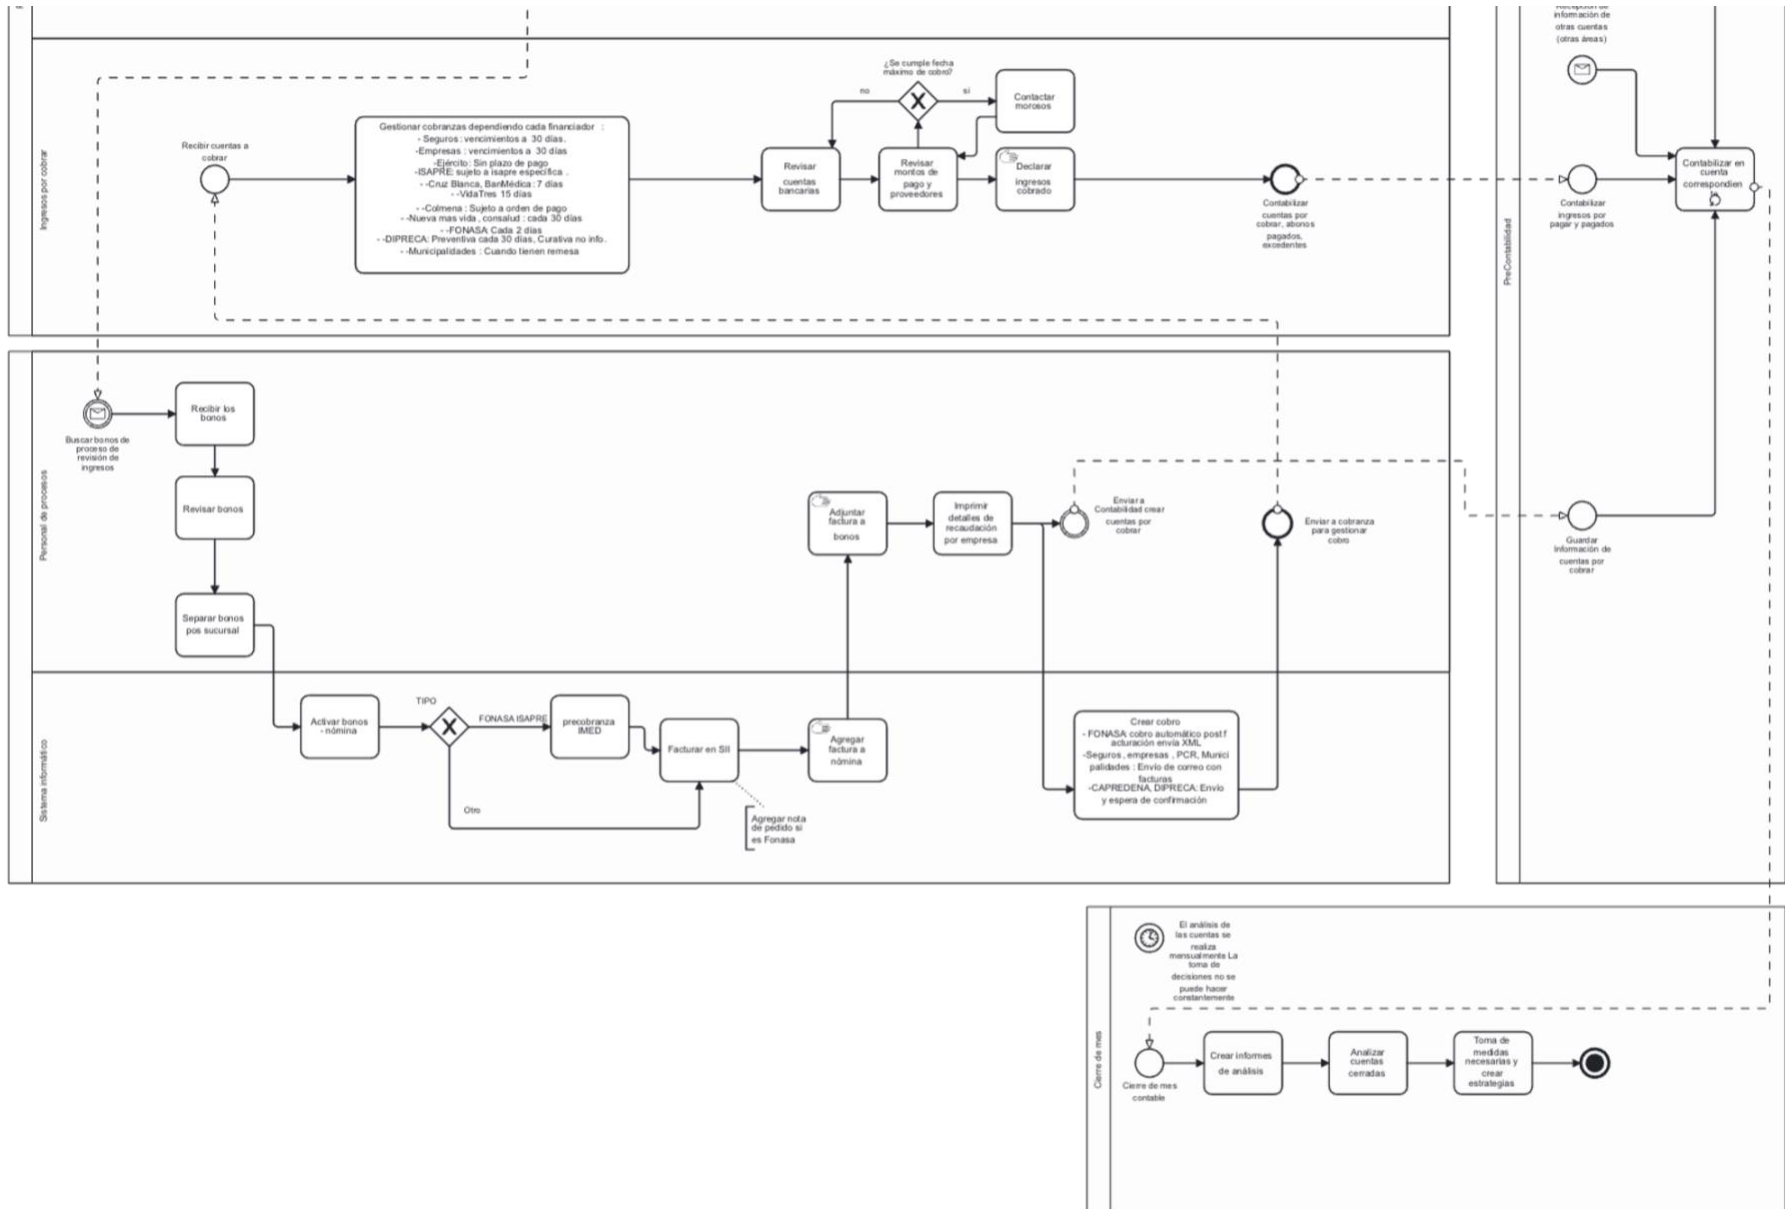 información de
otras cuentas
(otras áreas)
¿Se cumple fecha
máximo de cobro?
no
si
Contactar
morosos
Ingresos por cobrar
Recibir cuentas a
cobrar
Gestionar cobranzas dependiendo cada financiador :
- Seguros : vencimientos a 30 días.
-Empresas : vencimientos a 30 días
-Ejército: Sin plazo de pago
-ISAPRE: sujeto a isapre especifica .
- -Cruz Blanca, BanMédica : 7 días
- -VidaTres 15 días
- -Colmena : Sujeto a orden de pago
- -Nueva mas vida , consalud : cada 30 días
- -FONASA: Cada 2 días
- -DIPRECA: Preventiva cada 30 días, Curativa no info.
- -Municipalidades : Cuando tienen remesa
Revisar
cuentas
bancarias
Revisar
montos de
pago y
proveedores
Declarar
ingresos
cobrado
Contabilizar
cuentas por
cobrar, abonos
pagados,
excedentes
PreContabilidad
Contabilizar
ingresos por
pagar y pagados
Contabilizar en
cuenta
correspondien
Personal de procesos
Buscar bonos de
proceso de
revisión de
ingresos
Recibir los
bonos
Revisar bonos
Separar bonos
pos sucursal
Adjuntar
factura a
bonos
Imprimir
detalles de
recaudación
por empresa
Enviar a
Contabilidad crear
cuentas por
cobrar
Enviar a cobranza
para gestionar
cobro
Guardar
Información de
cuentas por
cobrar
Sistema informático
Activar bonos
- nómina
TIPO
FONASA ISAPRE
Otro
precobranza
IMED
Facturar en SII
Agregar nota
de pedido si
es Fonasa
Agregar
factura a
nómina
Crear cobro
- FONASA: cobro automático post f
acturación envía XML
-Seguros , empresas , PCR, Munici
palidades : Envío de correo con
facturas
-CAPREDENA, DIPRECA: Envío
y espera de confirmación
Cierre de mes
El análisis de
las cuentas se
realiza
mensualmente La
toma de
decisiones no se
puede hacer
constantemente
Cierre de mes
contable
Crear informes
de análisis
Analizar
cuentas
cerradas
Toma de
medidas
necesarias y
crear
estrategias